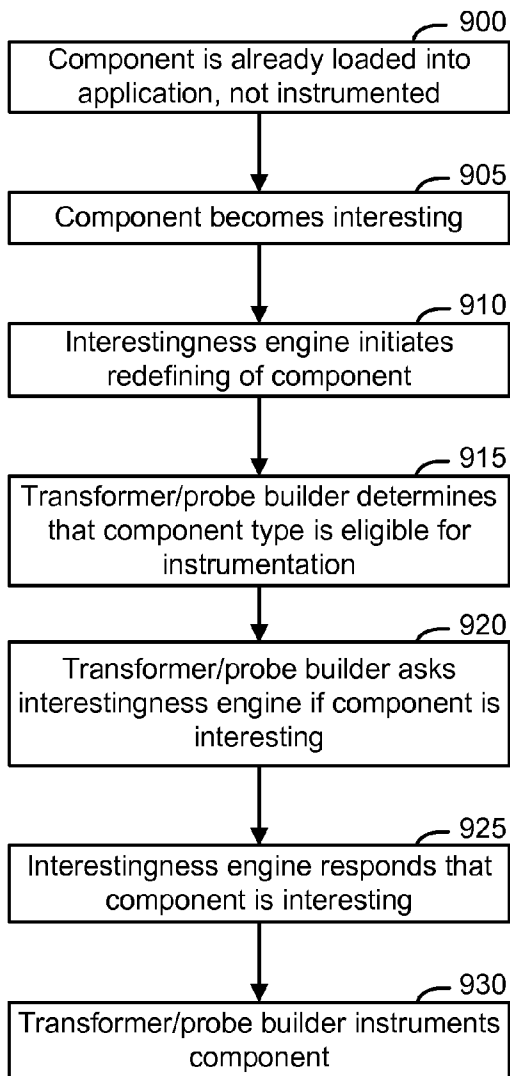 900
Component is already loaded into
application, not instrumented
905
Component becomes interesting
910
Interestingness engine initiates
redefining of component
915
Transformer/probe builder determines
that component type is eligible for
instrumentation
920
Transformer/probe builder asks
interestingness engine if component is
interesting
925
Interestingness engine responds that
component is interesting
930
Transformer/probe builder instruments
component